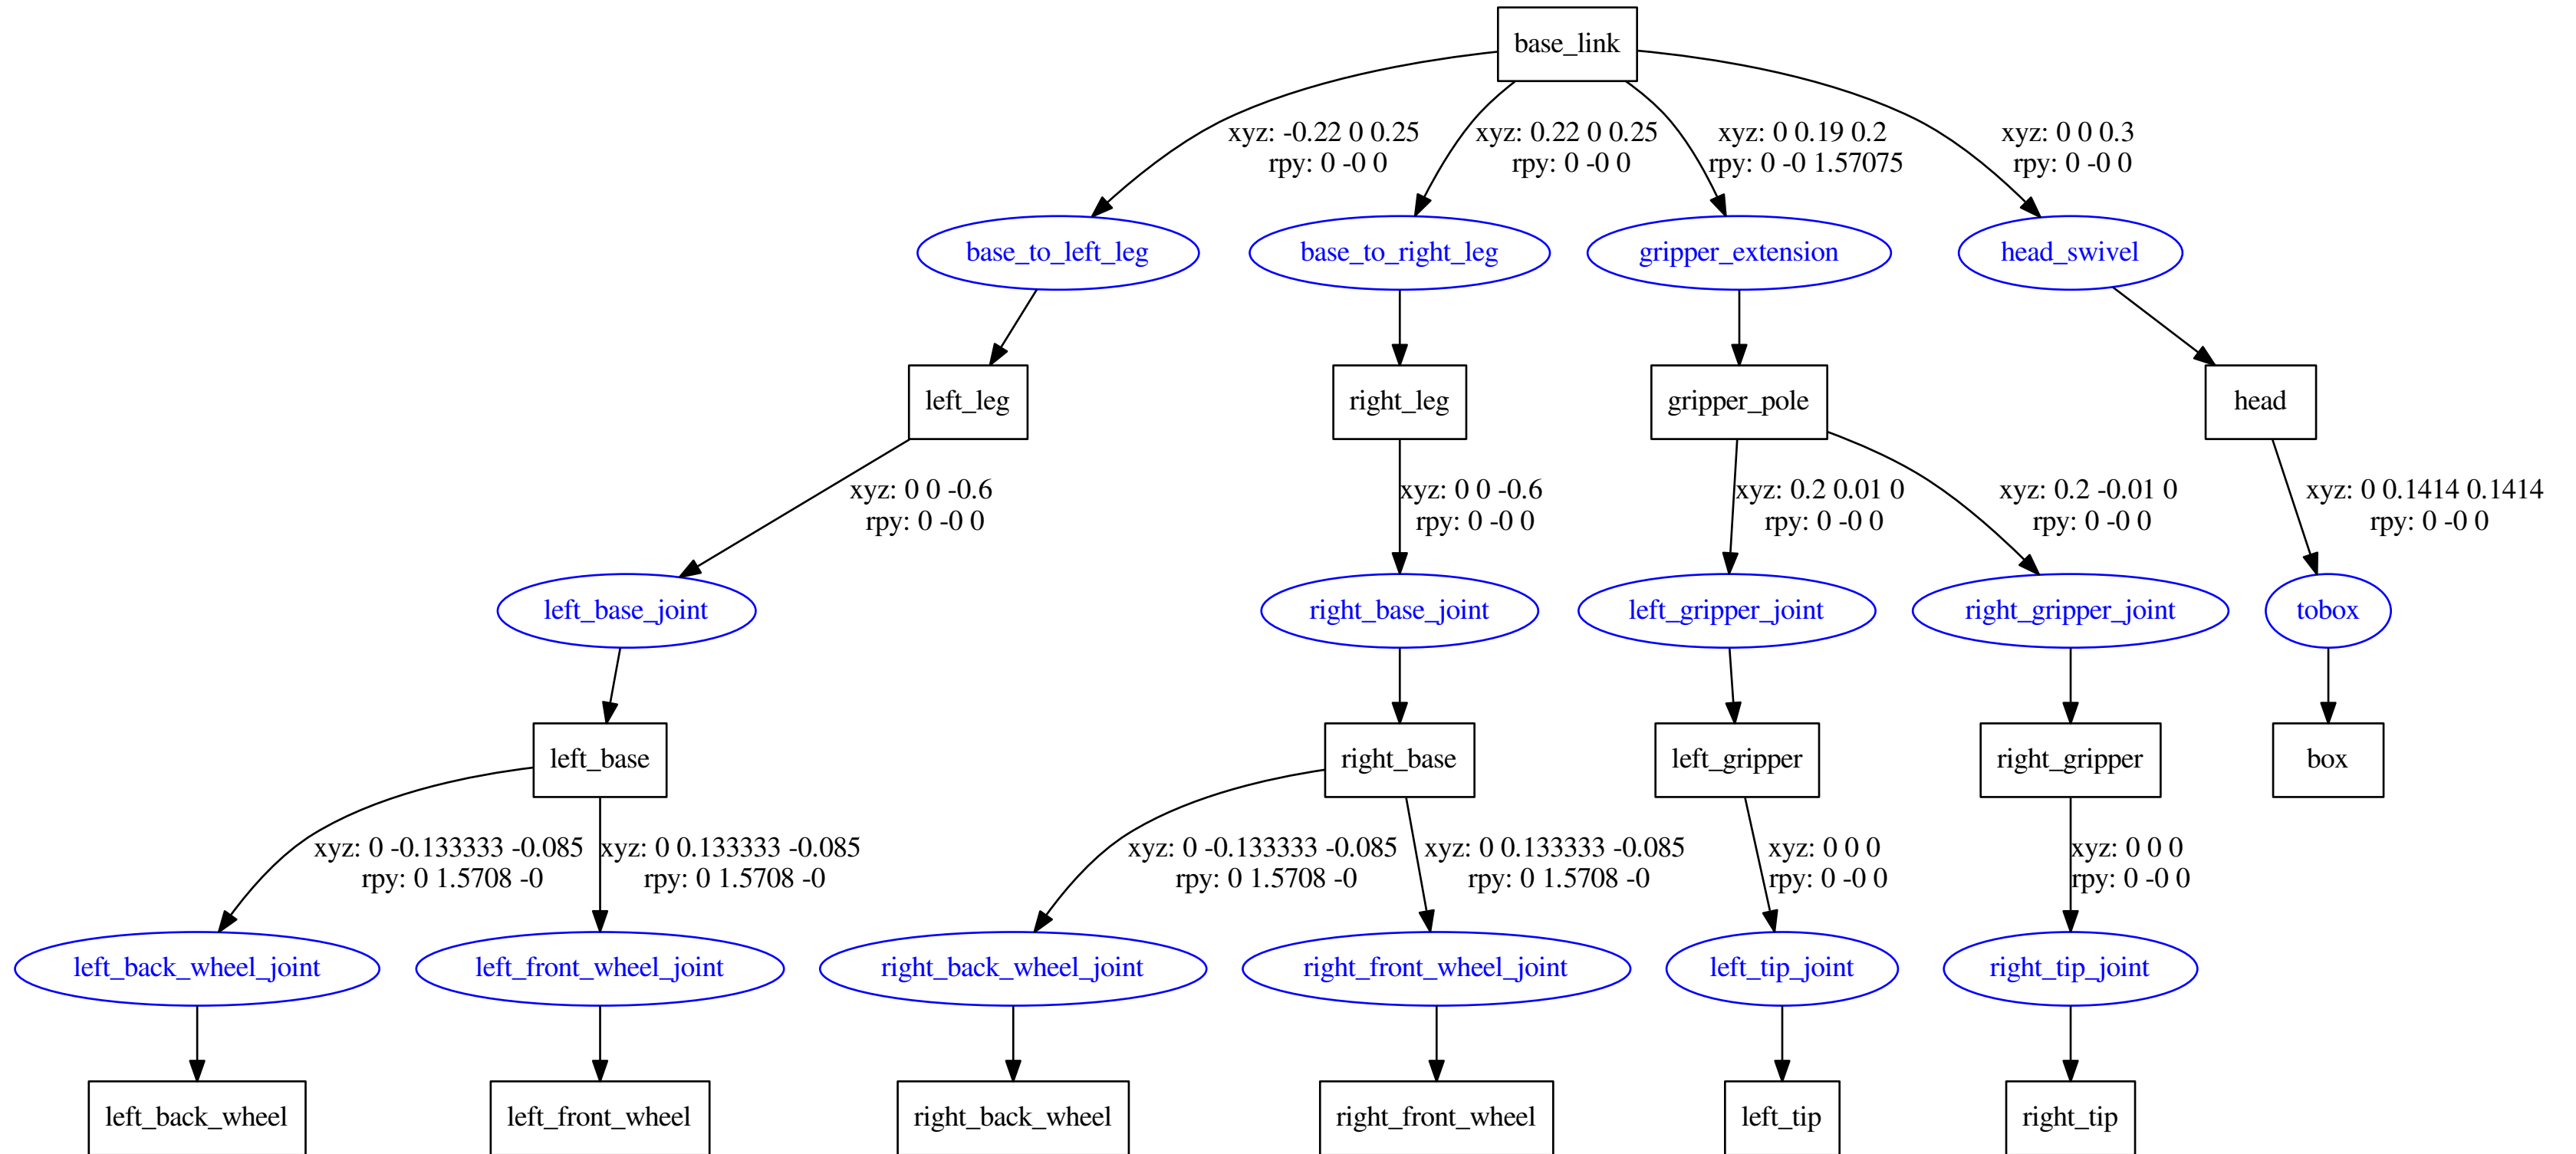 base_link
xyz: -0.22 0 0.25
rpy: 0 -0 0
xyz: 0.22 0 0.25
rpy: 0 -0 0
xyz: 0 0.19 0.2
rpy: 0 -0 1.57075
xyz: 0 0 0.3
rpy: 0 -0 0
base_to_left_leg
base_to_right_leg
gripper_extension
head_swivel
left_leg
right_leg
gripper_pole
head
xyz: 0 0 -0.6
rpy: 0 -0 0
xyz: 0 0 -0.6
rpy: 0 -0 0
xyz: 0.2 0.01 0
rpy: 0 -0 0
xyz: 0.2 -0.01 0
rpy: 0 -0 0
xyz: 0 0.1414 0.1414
rpy: 0 -0 0
left_base_joint
right_base_joint
left_gripper_joint
right_gripper_joint
tobox
left_base
right_base
left_gripper
right_gripper
box
xyz: 0 -0.133333 -0.085
rpy: 0 1.5708 -0
xyz: 0 0.133333 -0.085
rpy: 0 1.5708 -0
xyz: 0 -0.133333 -0.085
rpy: 0 1.5708 -0
xyz: 0 0.133333 -0.085
rpy: 0 1.5708 -0
xyz: 0 0 0
rpy: 0 -0 0
xyz: 0 0 0
rpy: 0 -0 0
left_back_wheel_joint
left_front_wheel_joint
right_back_wheel_joint
right_front_wheel_joint
left_tip_joint
right_tip_joint
left_back_wheel
left_front_wheel
right_back_wheel
right_front_wheel
left_tip
right_tip